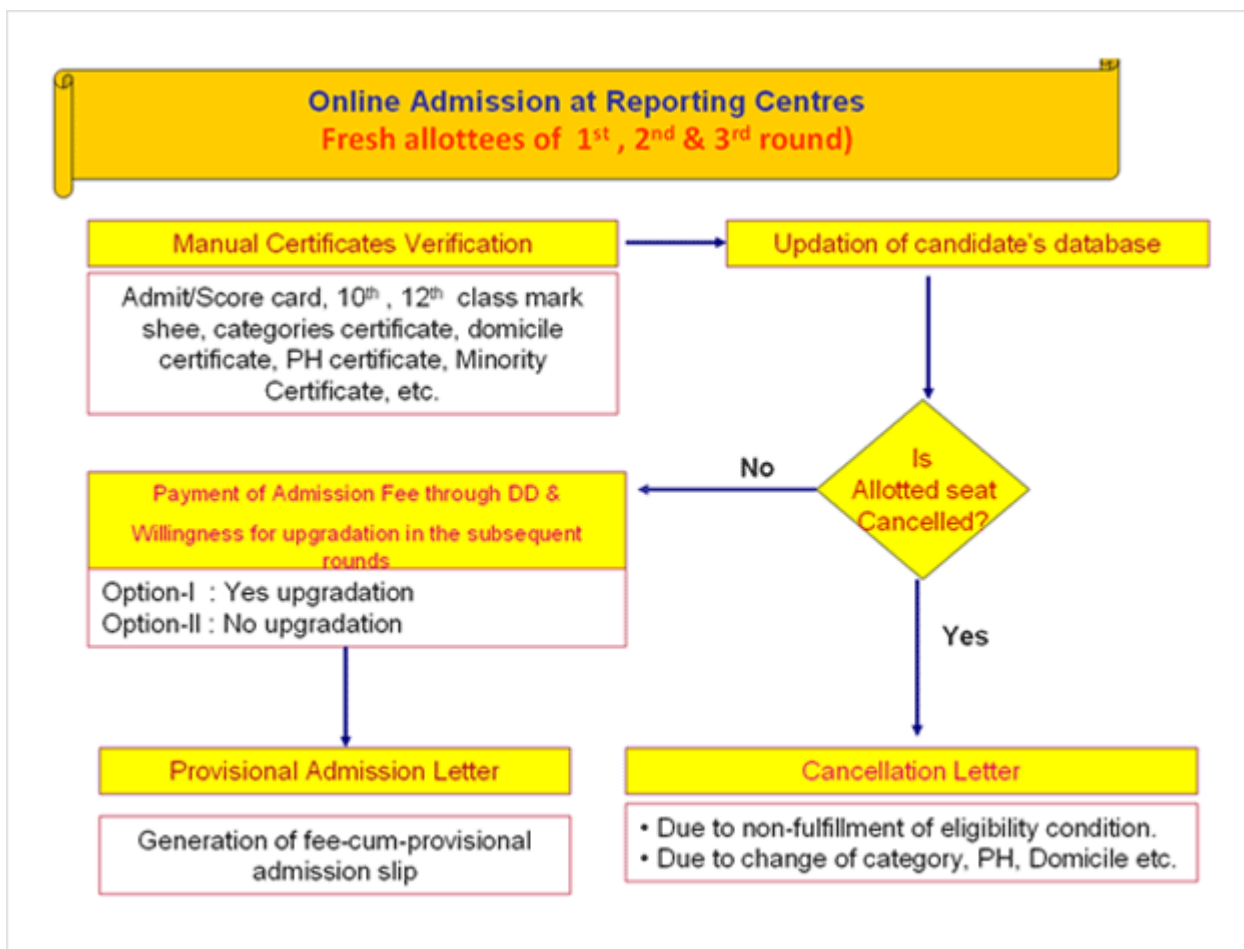 Online Admission at Reporting Centres
Fresh allottees of 1st , 2nd & 3rd round)
Manual Certificates Verification
Updation of candidate's database
Admit/Score card, 10th , 12th class mark
shee, categories certificate, domicile
certificate, PH certificate, Minority
Certificate, etc.
Is
Allotted seat
Cancelled?
No
Payment of Admission Fee through DD &
Willingness for upgradation in the subsequent
rounds
Option-I : Yes upgradation
Option-II : No upgradation
Yes
Provisional Admission Letter
Generation of fee-cum-provisional
admission slip
Cancellation Letter
• Due to non-fulfillment of eligibility condition.
• Due to change of category, PH, Domicile etc.